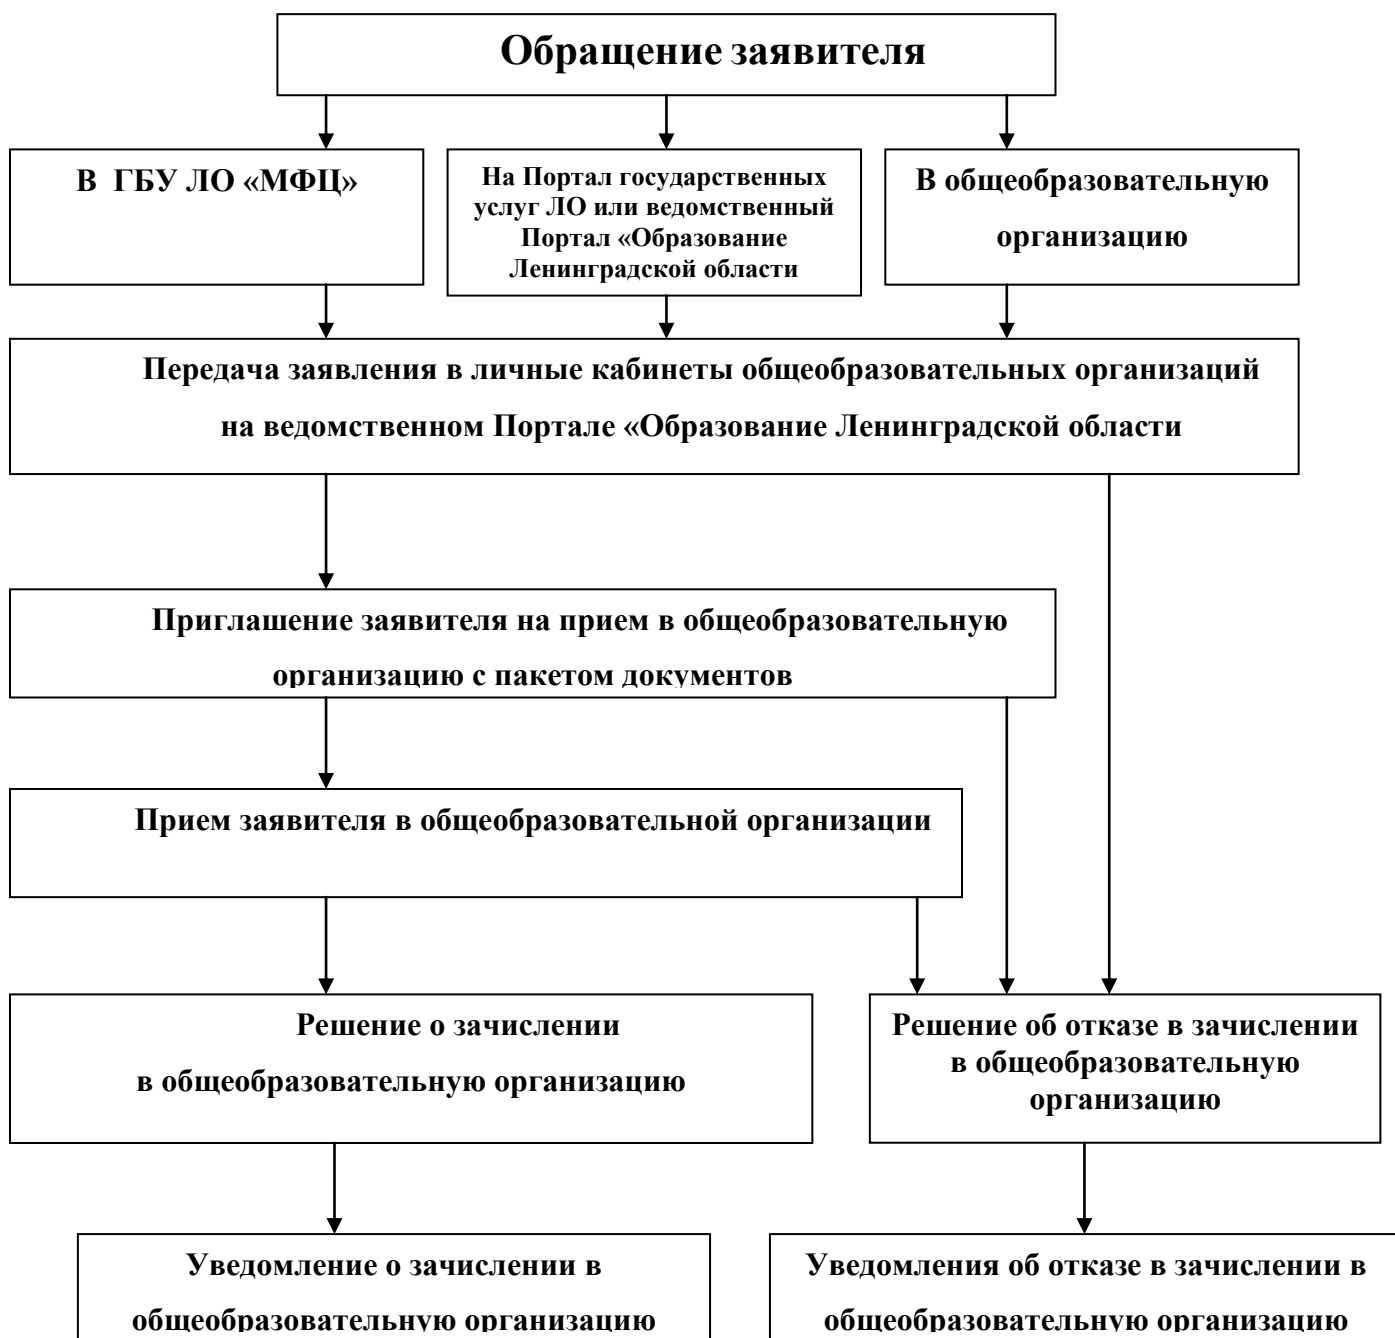 Обращение заявителя
В ГБУ ЛО «МФЦ»
На Портал государственных
услуг ЛО или ведомственный
Портал «Образование
Ленинградской области
В общеобразовательную
организацию
Передача заявления в личные кабинеты общеобразовательных организаций
на ведомственном Портале «Образование Ленинградской области
Приглашение заявителя на прием в общеобразовательную
организацию с пакетом документов
Прием заявителя в общеобразовательной организации
Решение о зачислении
в общеобразовательную организацию
Решение об отказе в зачислении
в общеобразовательную
организацию
Уведомление о зачислении в
общеобразовательную организацию
Уведомления об отказе в зачислении в
общеобразовательную организацию